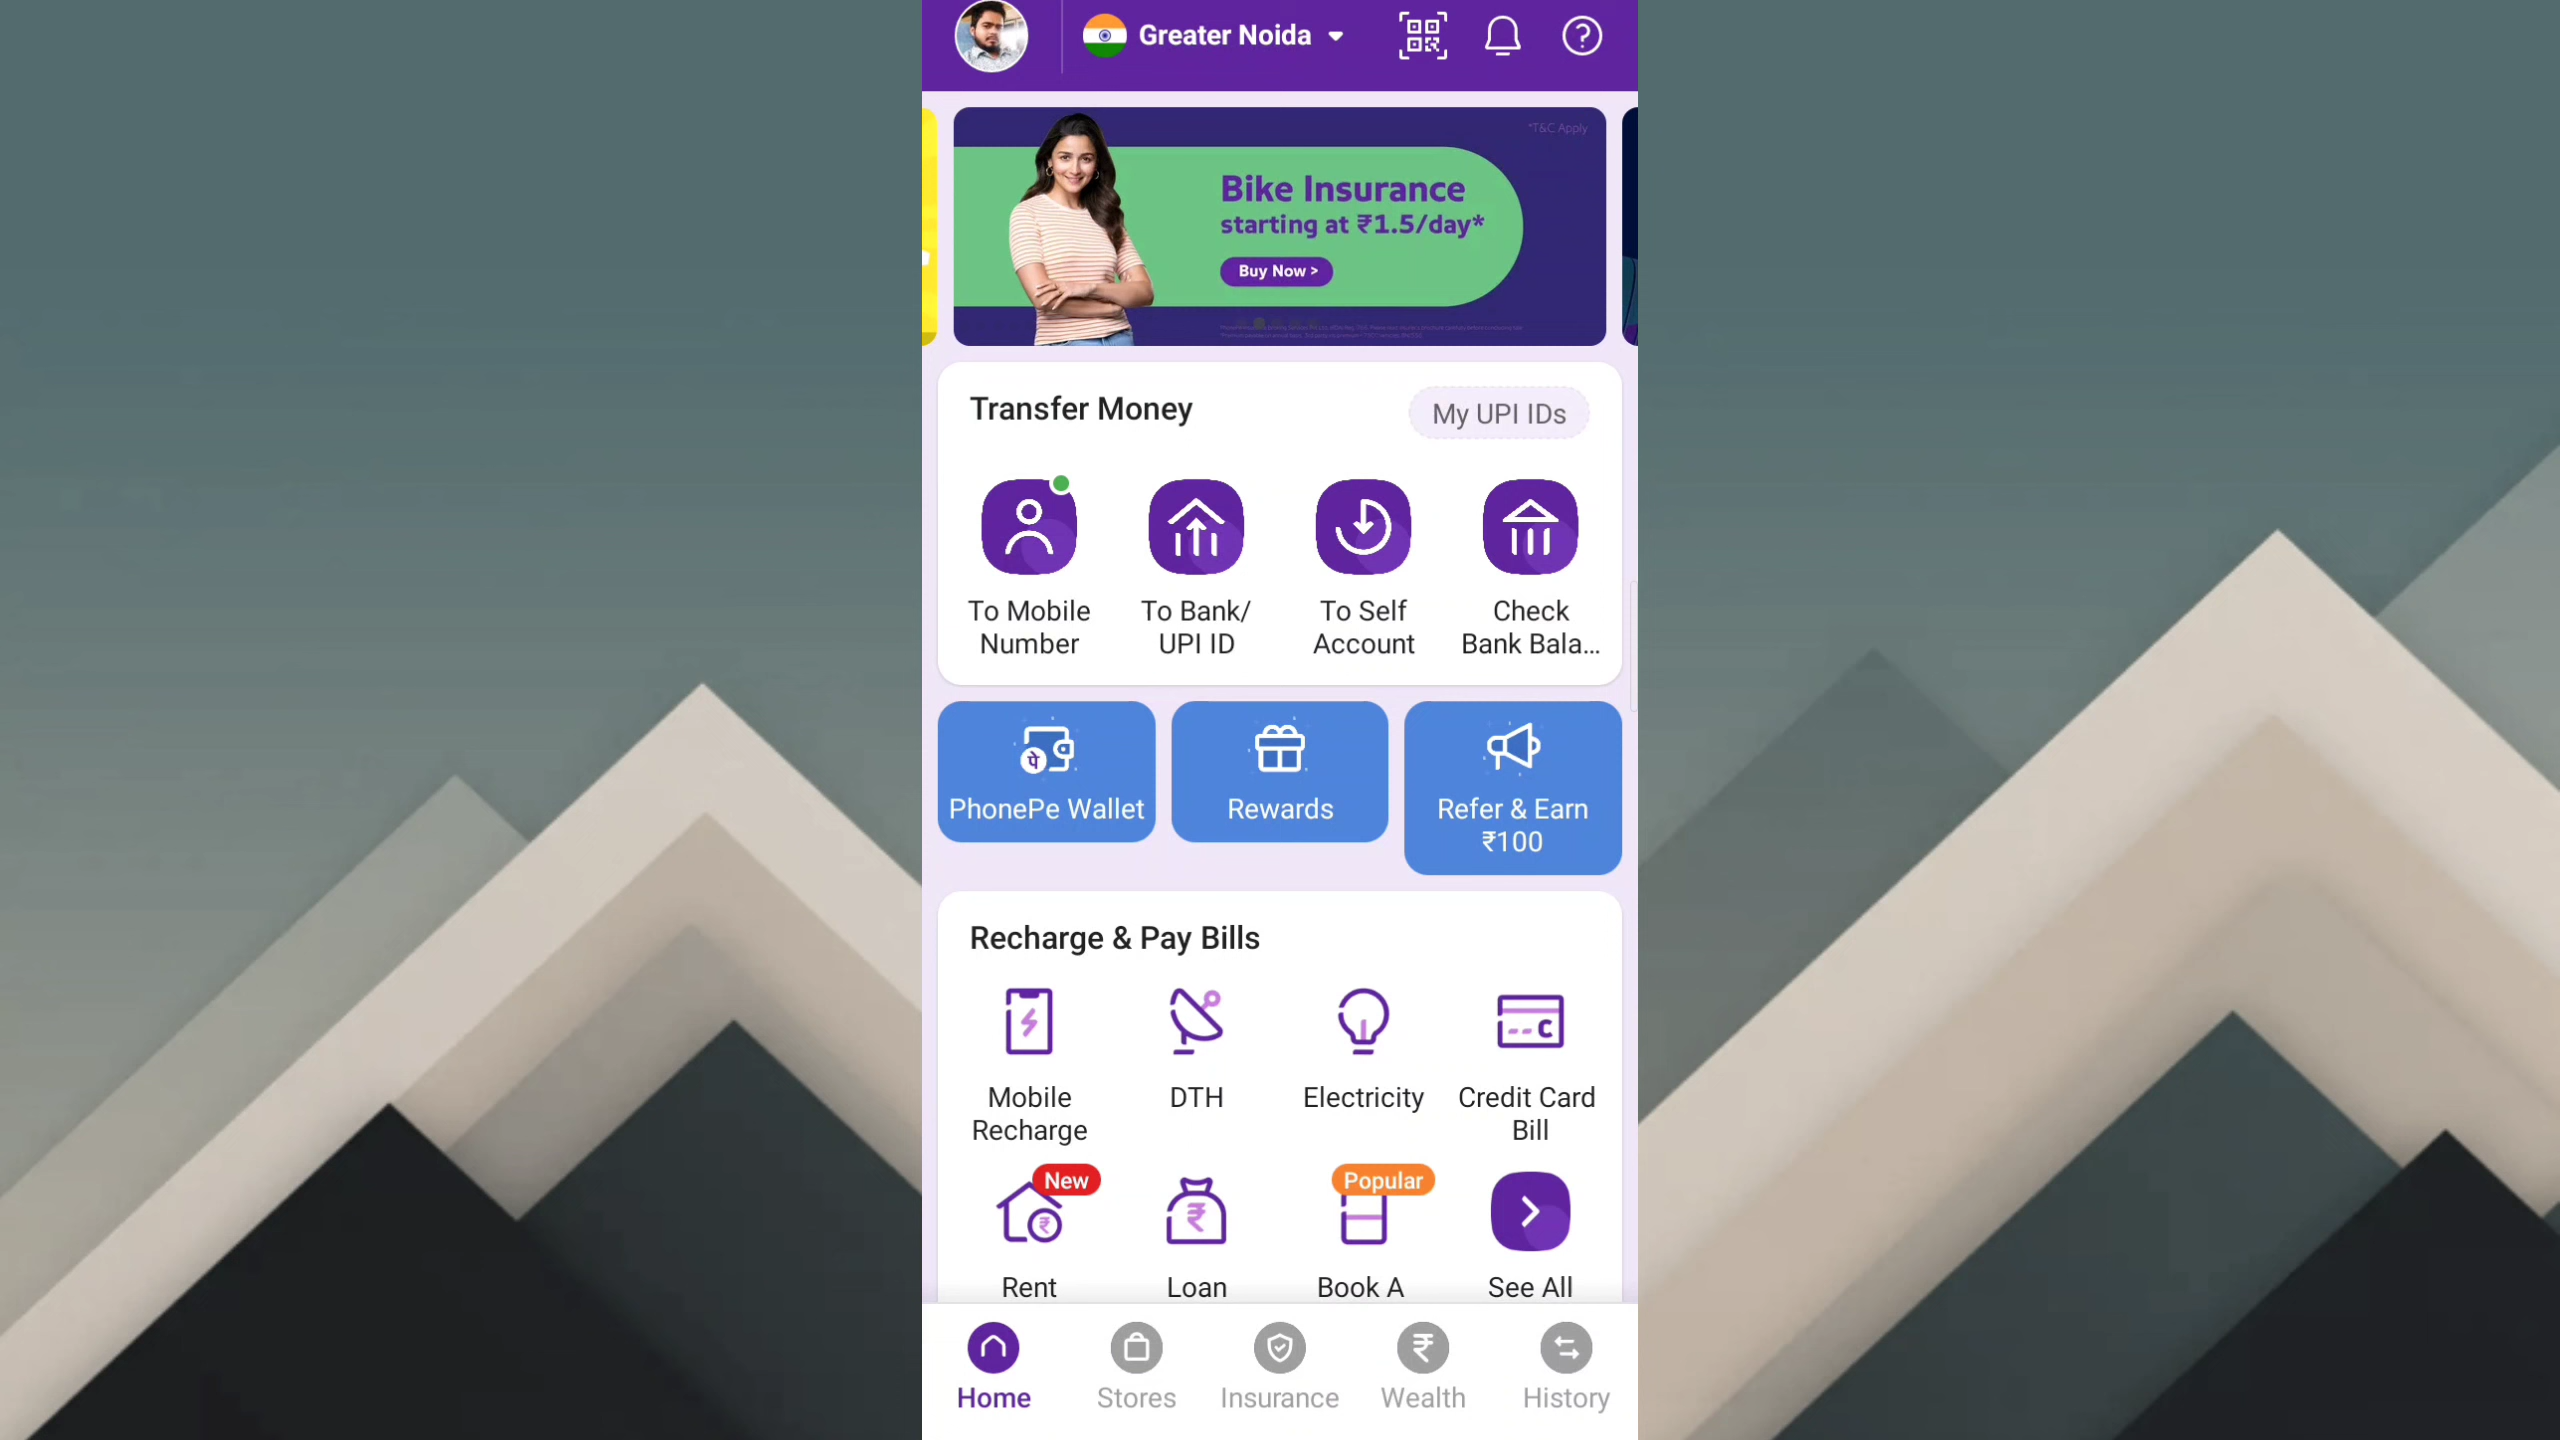 Greater Noida
*T&C Apply
Bike Insurance
starting at ₹1.5/day*
Buy Now >
Transfer Money
My UPI IDs
To Mobile
Number
To Bank/
UPI ID
To Self
Account
Check
Bank Bala...
पे
PhonePe Wallet
Rewards
Refer & Earn
₹100
Recharge & Pay Bills
C
Mobile
Recharge
DTH
Electricity
Credit Card
Bill
New
Popular
₹
₹
Rent
Loan
Book A
See All
₹
Home
Stores
Insurance
Wealth
History